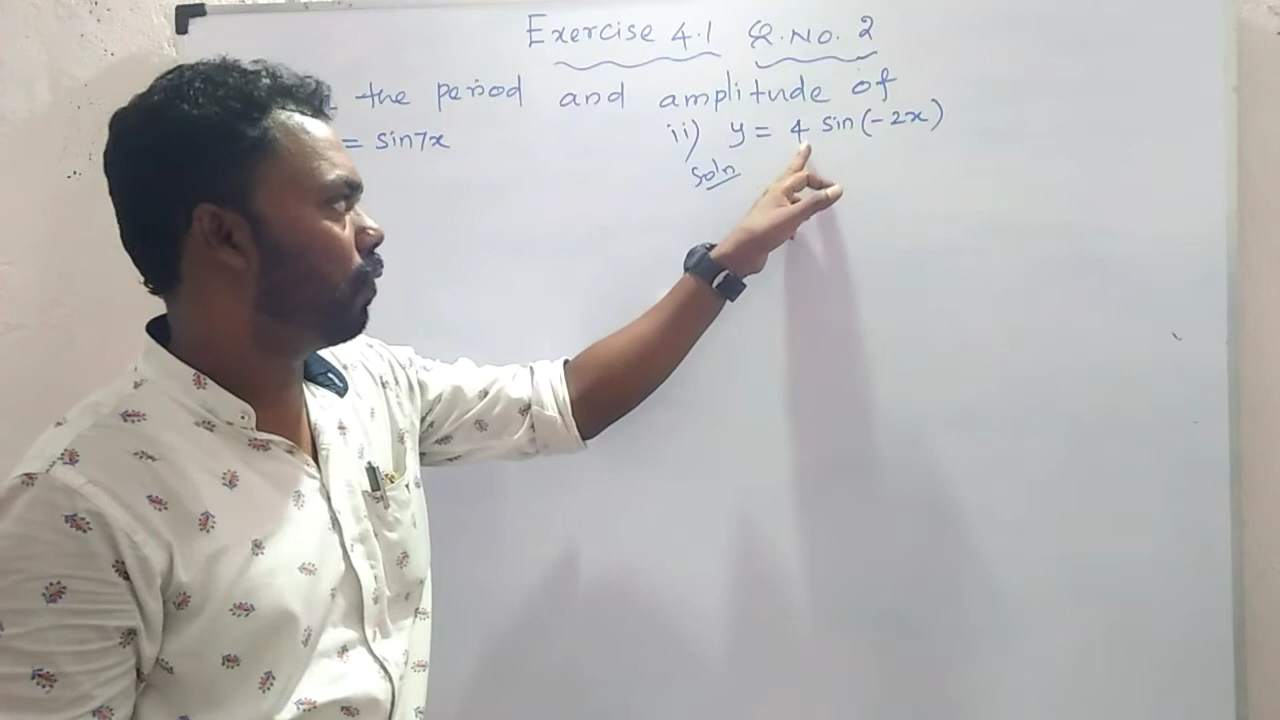 Exercise 4.1 Q.No. 2
the period and amplitude of
= sin7x ii) y = 4 sin(-2x)
Soln